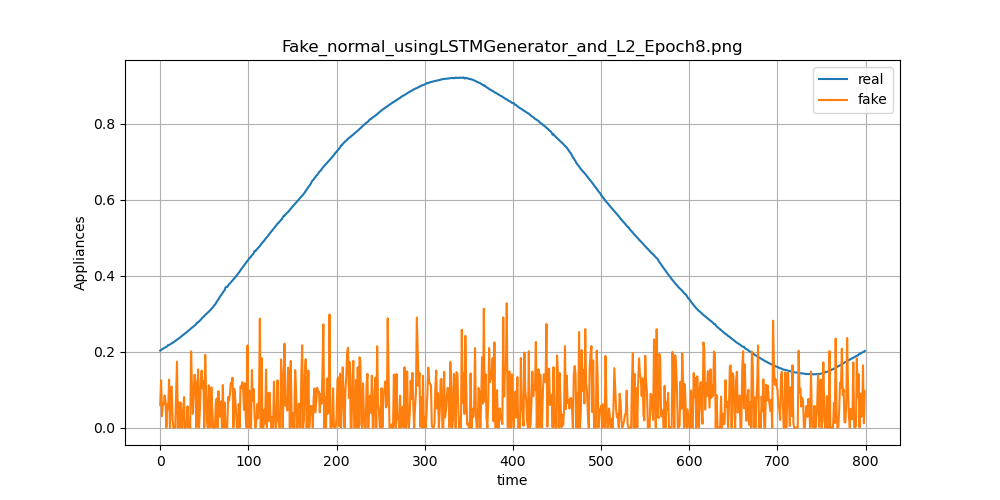 Fake_normal_usingLSTMGenerator_and_L2_Epoch8.png
real
fake
Appliances
0.8
0.6
0.4
0.2
0.0
0 100 200 300 400 500 600 700 800
time